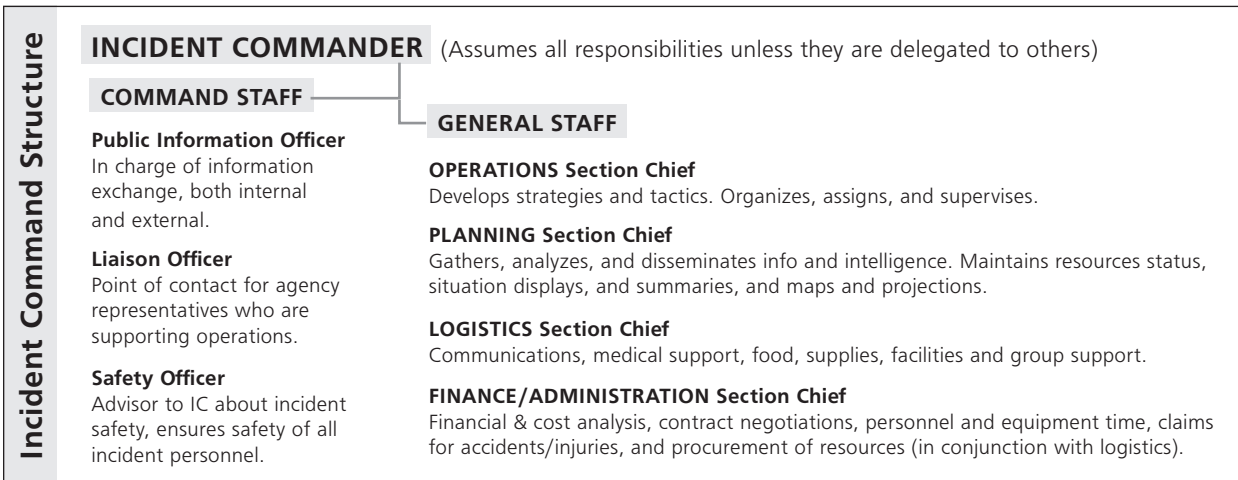 Incident Command Structure
INCIDENT COMMANDER (Assumes all responsibilities unless they are delegated to others)
COMMAND STAFF
Public Information Officer
In charge of information
exchange, both internal
and external.
Liaison Officer
Point of contact for agency
representatives who are
supporting operations.
Safety Officer
Advisor to IC about incident
safety, ensures safety of all
incident personnel.
GENERAL STAFF
OPERATIONS Section Chief
Develops strategies and tactics. Organizes, assigns, and supervises.
PLANNING Section Chief
Gathers, analyzes, and disseminates info and intelligence. Maintains resources status,
situation displays, and summaries, and maps and projections.
LOGISTICS Section Chief
Communications, medical support, food, supplies, facilities and group support.
FINANCE/ADMINISTRATION Section Chief
Financial & cost analysis, contract negotiations, personnel and equipment time, claims
for accidents/injuries, and procurement of resources (in conjunction with logistics).